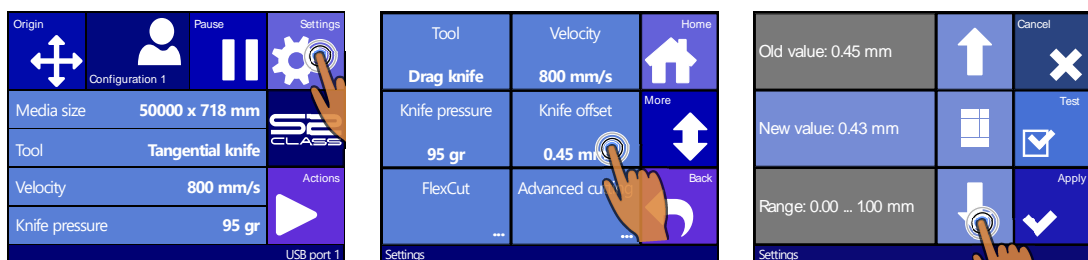 Origin
Pause
Settings
Configuration 1
Media size 50000 x 718 mm
S2
CLASS
Tool Tangential knife
Velocity 800 mm/s
Actions
Knife pressure 95 gr
USB port 1
Tool Velocity
Home
Drag knife 800 mm/s
Knife pressure Knife offset
More
95 gr 0.45 m
FlexCut Advanced cu
Back
... ...
Settings
Cancel
Old value: 0.45 mm
Test
New value: 0.43 mm
Apply
Range: 0.00 ... 1.00 mm
Settings